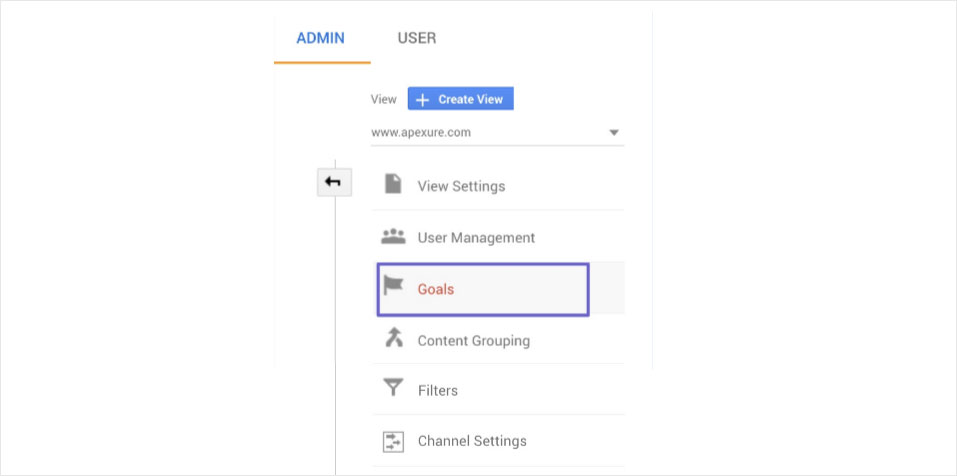 ADMIN USER
View + Create View
www.apexure.com
View Settings
User Management
Goals
Content Grouping
Filters
Channel Settings